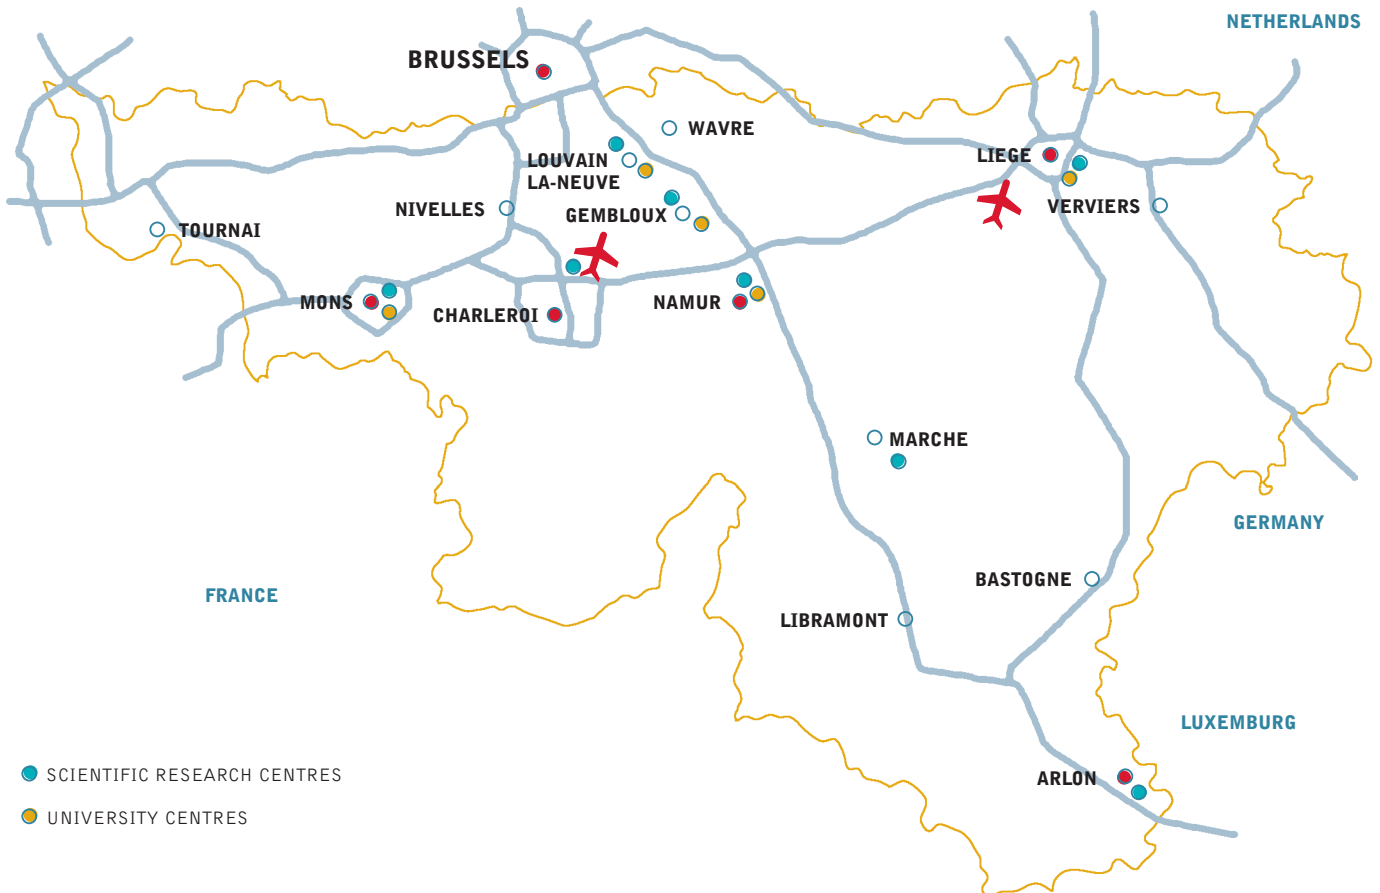 NETHERLANDS
BRUSSELS
WAVRE
LIEGE
LOUVAIN
LA-NEUVE
NIVELLES
GEMBLOUX
VERVIERS
TOURNAI
MONS
CHARLEROI
NAMUR
MARCHE
GERMANY
BASTOGNE
FRANCE
LIBRAMONT
LUXEMBURG
SCIENTIFIC RESEARCH CENTRES
ARLON
UNIVERSITY CENTRES